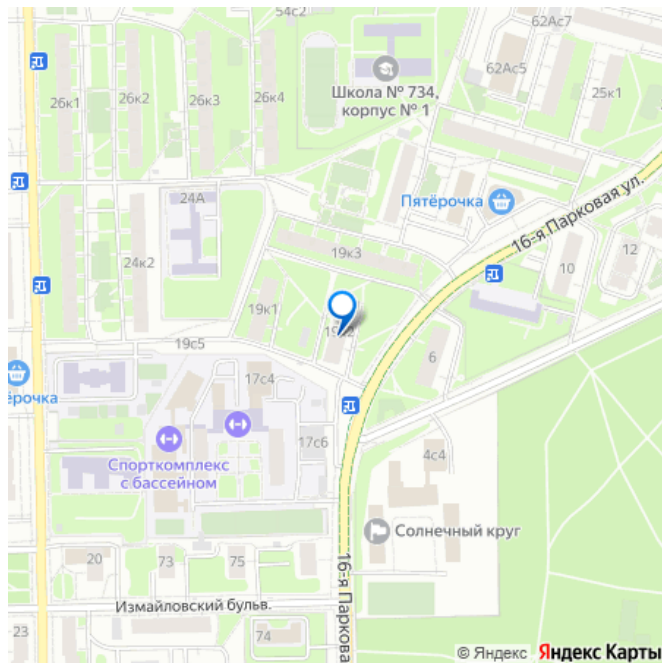 54с2
62Ас7
62Ас5
26к1
26к2
26к3
26к4
Школа № 734,
корпус № 1
25к1
24А
Пятёрочка
16-я Парковая ул.
24к2
19к3
12
10
19к1
19к2
19с5
6
17с4
ёрочка
17с6
4с4
Спорткомплекс
с бассейном
Солнечный круг
20
73
75
16-я Паркова
Измайловский бульв.
23
74
© Яндекс Яндекс Карты